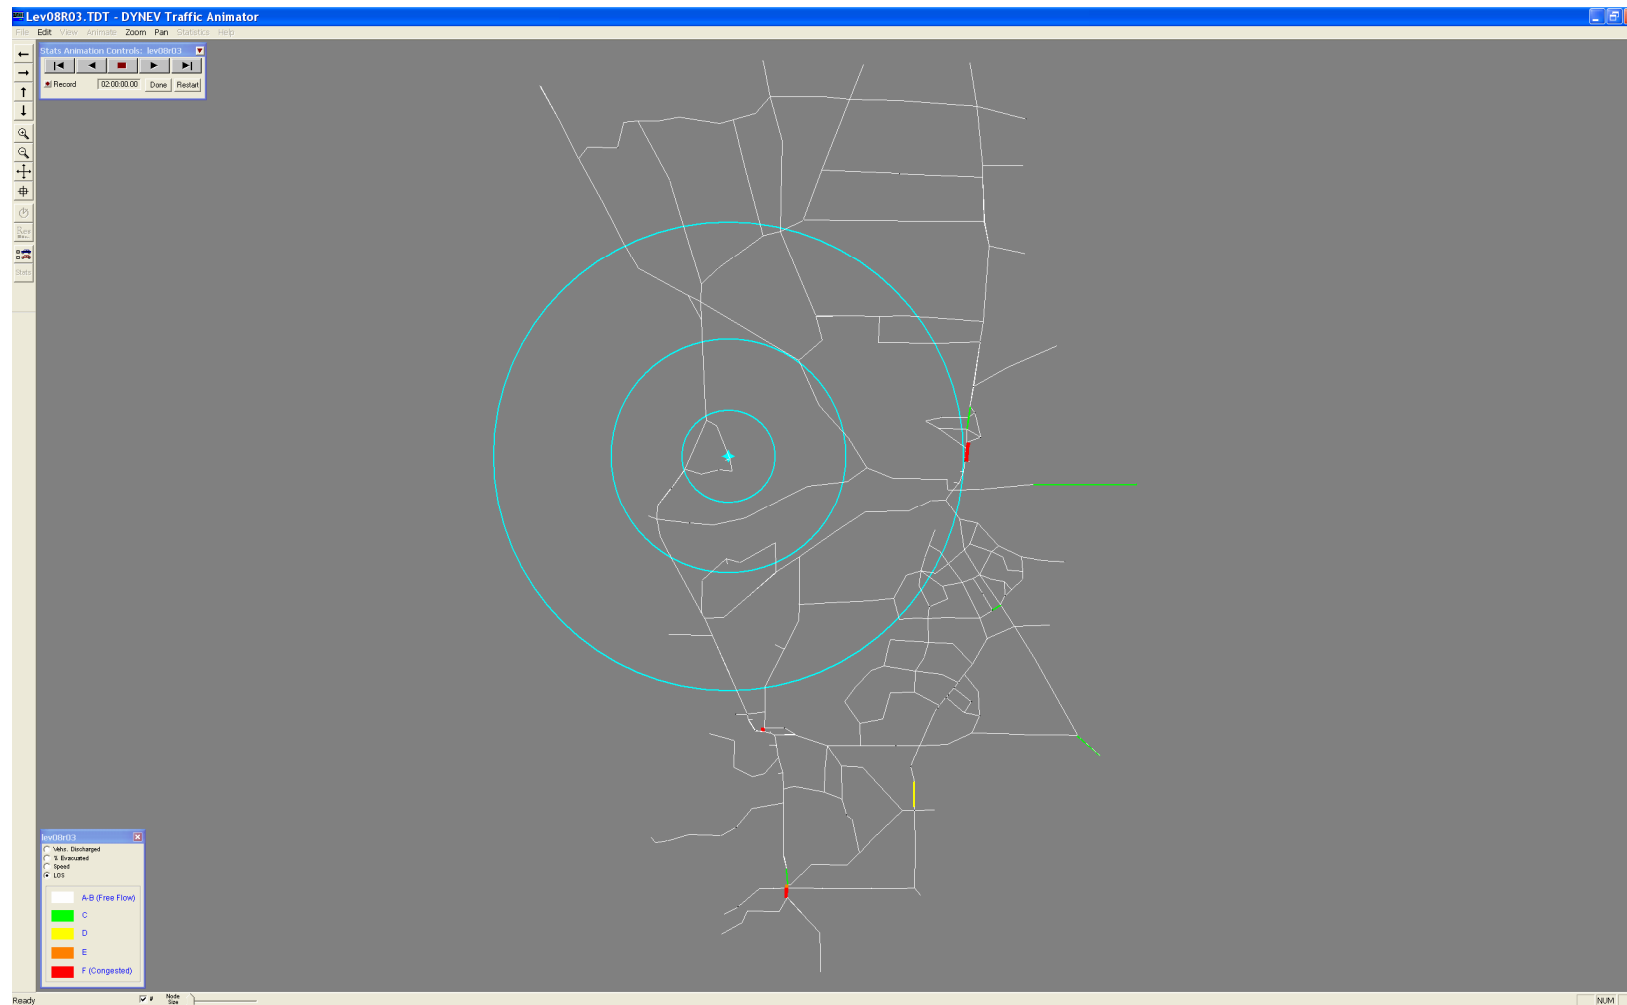 Lev08R03.TDT - DYNEV Traffic Animator
File Edit View Animate Zoom Pan Statistics Help
Stats Animation Controls: lev08r03
Record 02:00:00.00 Done Restart
Stats
lev08r03
Vehs. Discharged
% Evacuated
Speed
LOS
A-B (Free Flow)
C
D
E
F (Congested)
Ready # Node Size NUM